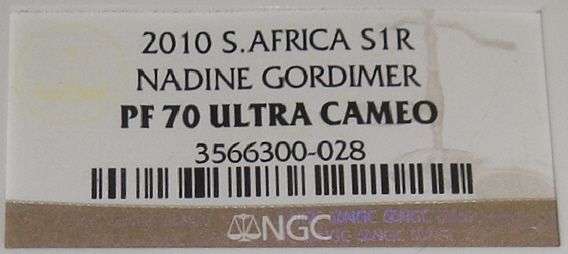 2010 S.AFRICA S1R
NADINE GORDIMER
PF 70 ULTRA CAMEO
3566300-028
NGC